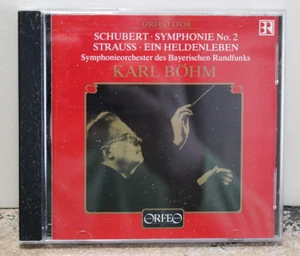 ORFEO D'OR
SCHUBERT · SYMPHONIE No. 2
STRAUSS · EIN HELDENLEBEN
Symphonieorchester des Bayerischen Rundfunks
KARL BÖHM
ORFEO